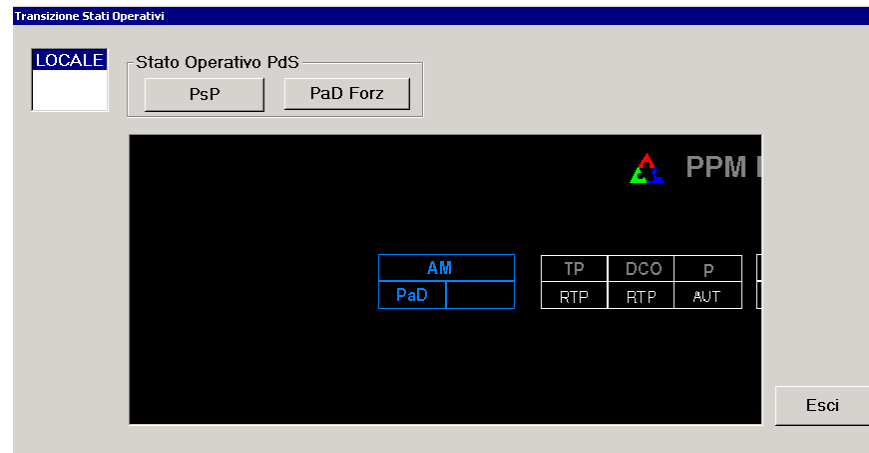 Transizione Stati Operativi
LOCALE
Stato Operativo PdS
PsP PaD Forz
PPM
AM
TP DCO P
PaD
RTP RTP AUT
Esci